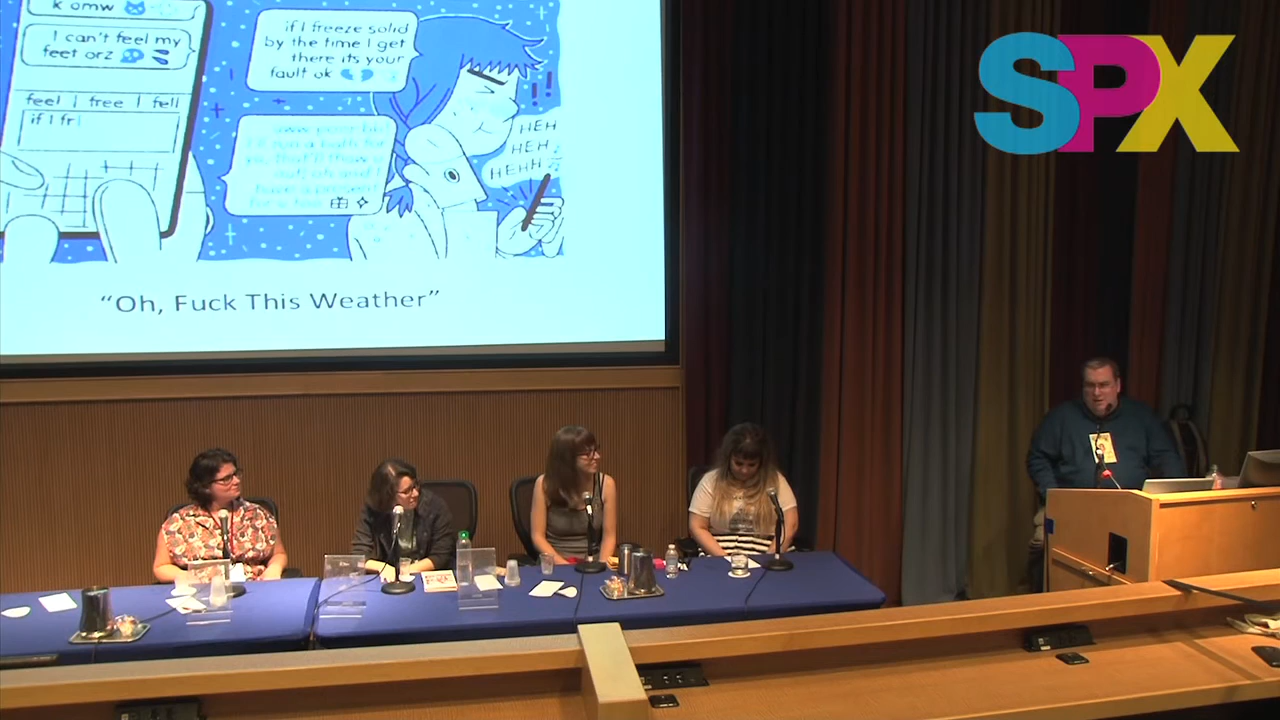 k omw
I can't feel my
feet orz
feel | free | fell
if I fr
if I freeze solid
by the time I get
there its your
fault ok
HEH
HEH
HEHH
"Oh, Fuck This Weather"
SPX